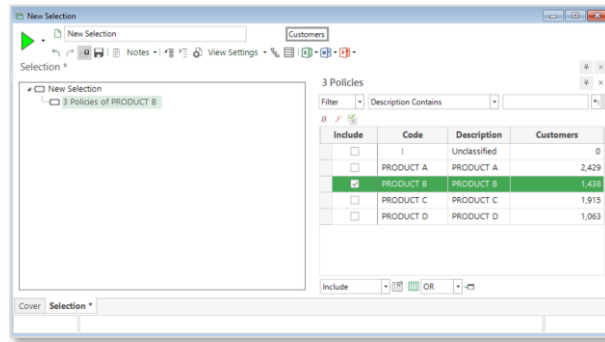 New Selection
New Selection
Customers
Notes
View Settings
Selection *
New Selection
3 Policies of PRODUCT B
3 Policies
Filter Description Contains
Include Code Description Customers
! Unclassified 0
PRODUCT A PRODUCT A 2,429
PRODUCT B PRODUCT B 1,438
PRODUCT C PRODUCT C 1,915
PRODUCT D PRODUCT D 1,063
Include OR
Cover Selection *